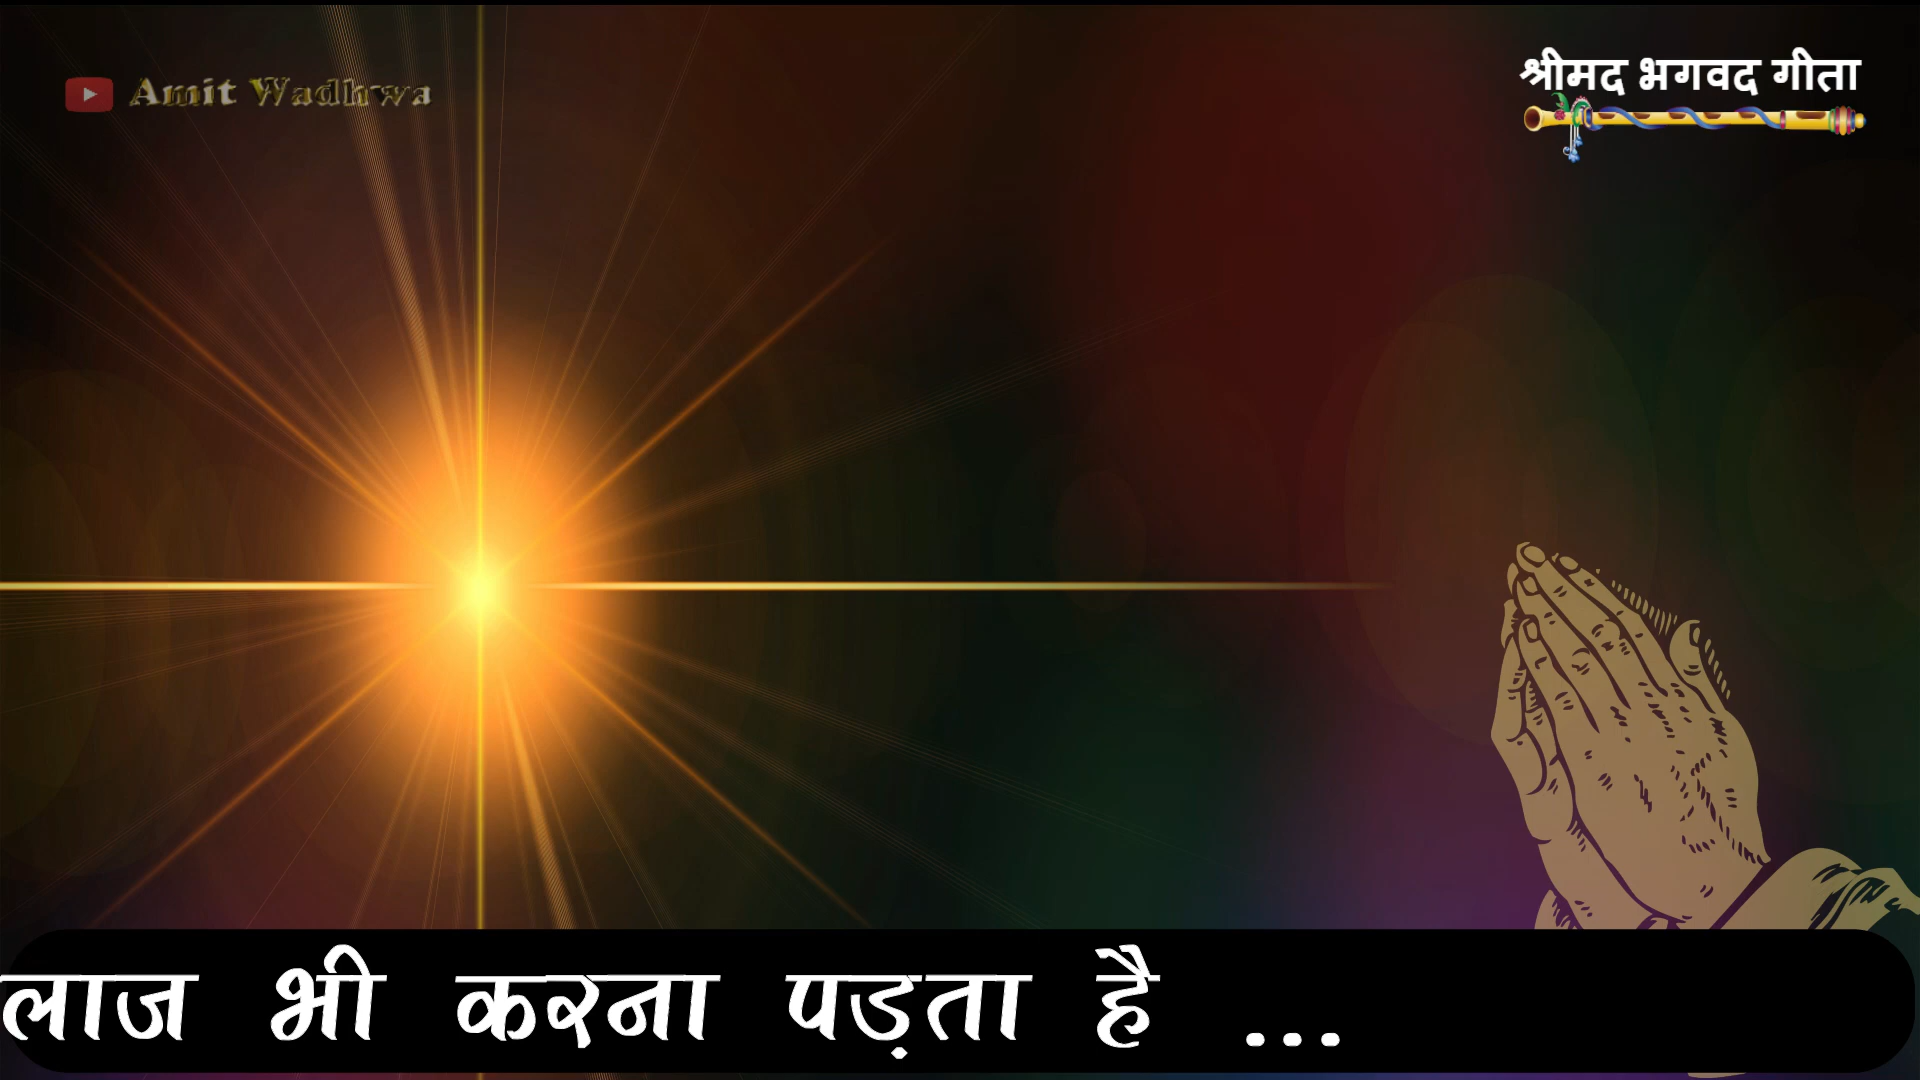 Amit Wadhwa
श्रीमद भगवद गीता
लाज भी करना पड़ता है ...